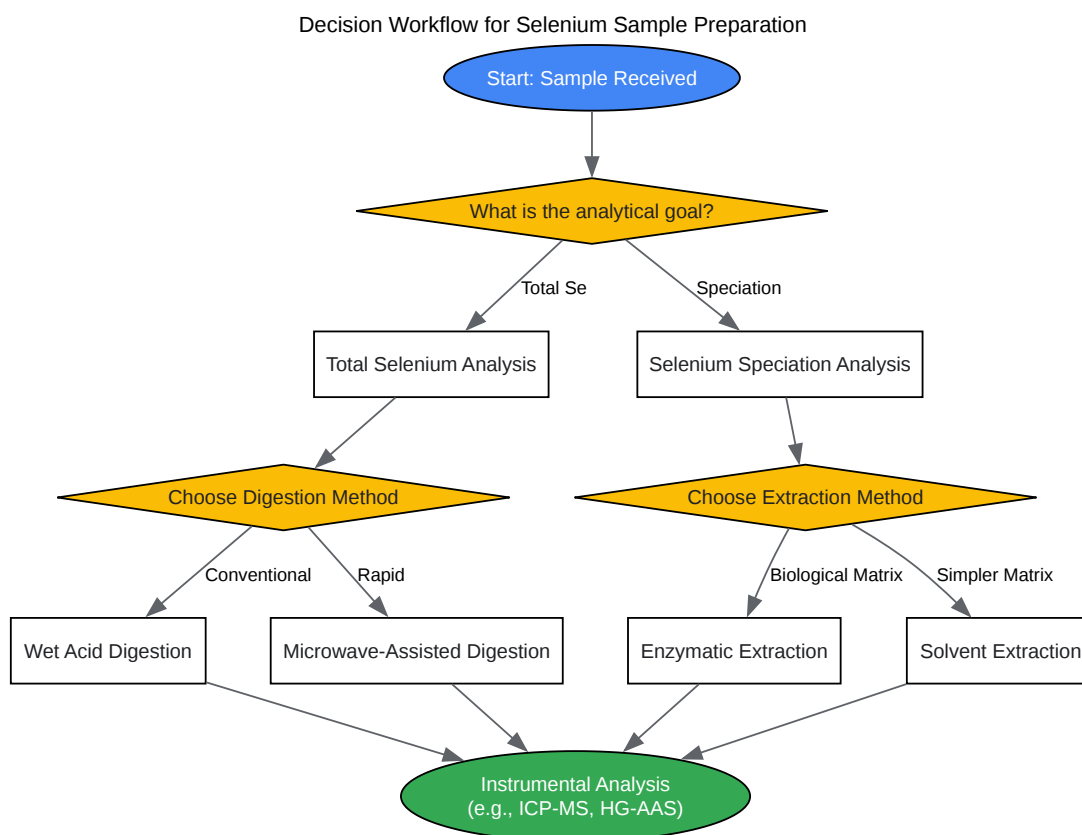 Decision Workflow for Selenium Sample Preparation
Start: Sample Received
What is the analytical goal?
Total Se
Speciation
Total Selenium Analysis
Selenium Speciation Analysis
Choose Digestion Method
Choose Extraction Method
Conventional
Rapid
Biological Matrix
Simpler Matrix
Wet Acid Digestion
Microwave-Assisted Digestion
Enzymatic Extraction
Solvent Extraction
Instrumental Analysis
(e.g., ICP-MS, HG-AAS)